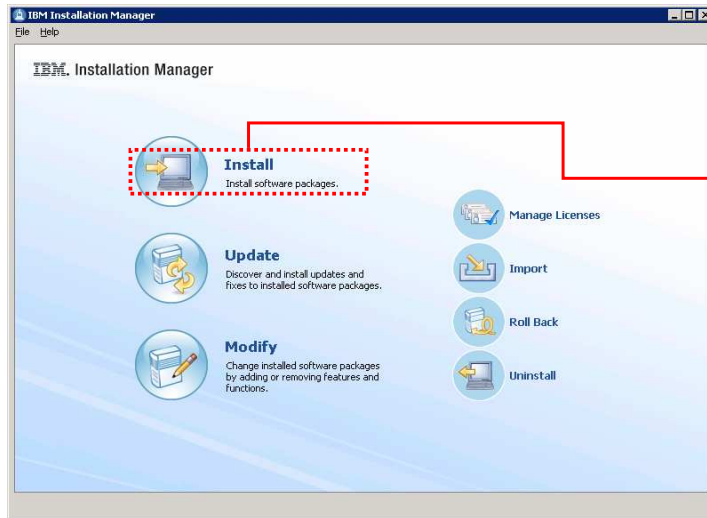 IBM Installation Manager
File Help
IBM. Installation Manager
Install
Install software packages.
Update
Discover and install updates and
fixes to installed software packages.
Modify
Change installed software packages
by adding or removing features and
functions.
Manage Licenses
Import
Roll Back
Uninstall